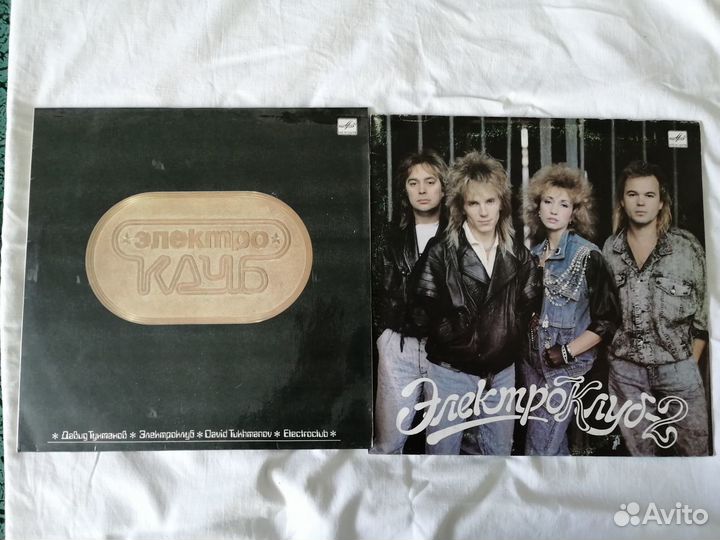 электро
КЛУБ
* Давид Тухманов * Электроклуб * David Tukhmanov * Electroclub *
ЭлектроКлуб-2
Avito